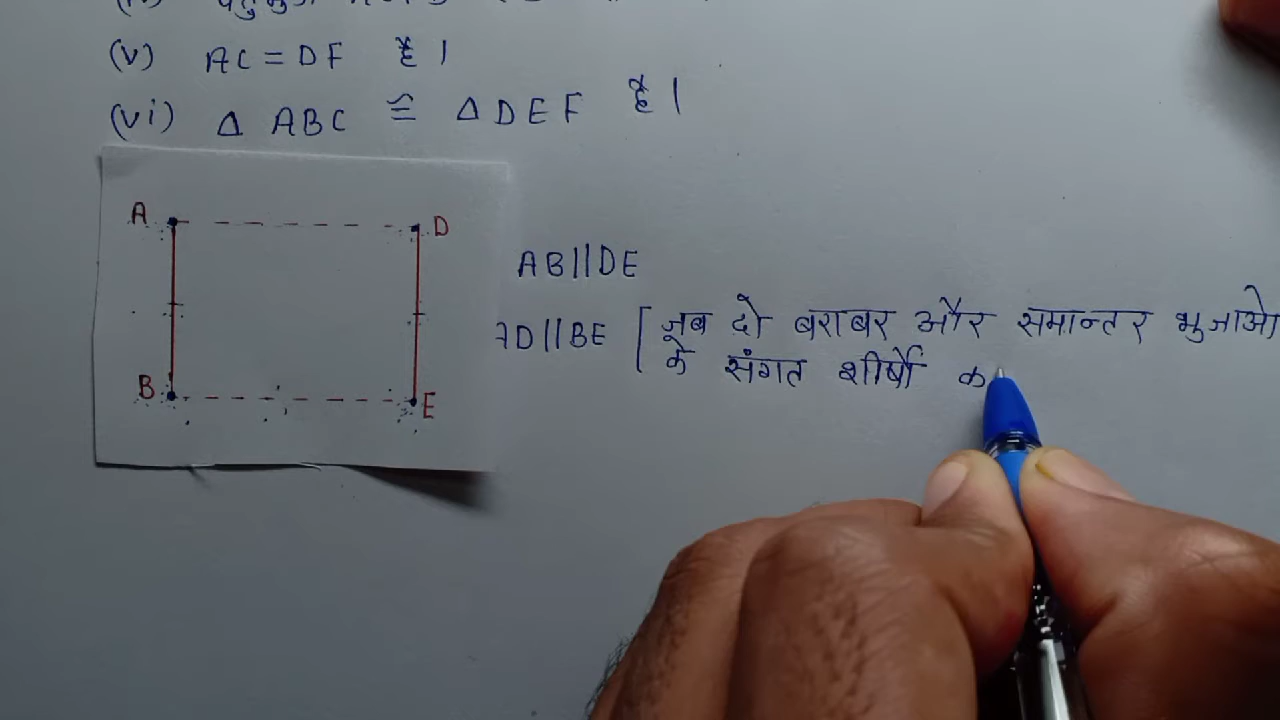 (v) AC = DF है।
(vi) Δ ABC ≅ Δ DEF है।
A D
AB||DE
D||BE [जब दो बराबर और समान्तर भुजाओ
के संगत शीर्षो क
B E